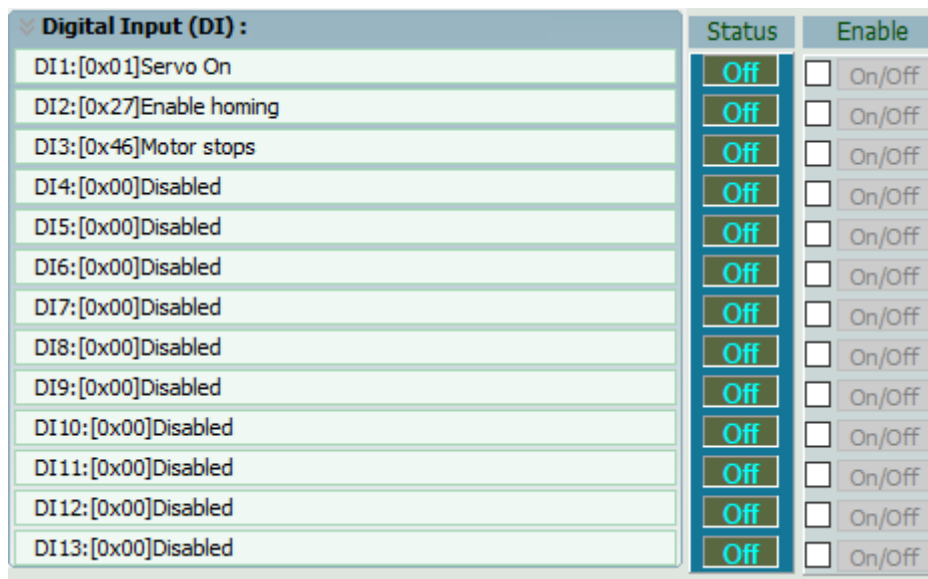 Digital Input (DI) : Status Enable
DI1:[0x01]Servo On Off On/Off
DI2:[0x27]Enable homing Off On/Off
DI3:[0x46]Motor stops Off On/Off
DI4:[0x00]Disabled Off On/Off
DI5:[0x00]Disabled Off On/Off
DI6:[0x00]Disabled Off On/Off
DI7:[0x00]Disabled Off On/Off
DI8:[0x00]Disabled Off On/Off
DI9:[0x00]Disabled Off On/Off
DI10:[0x00]Disabled Off On/Off
DI11:[0x00]Disabled Off On/Off
DI12:[0x00]Disabled Off On/Off
DI13:[0x00]Disabled Off On/Off